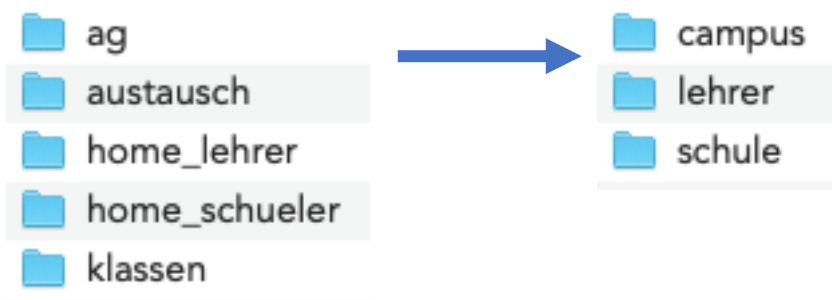 ag
austausch
home_lehrer
home_schueler
klassen
campus
lehrer
schule